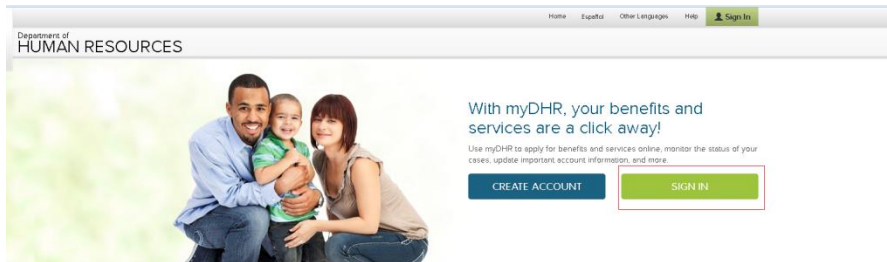 Home Español Other Languages Help Sign In
Department of
HUMAN RESOURCES
With myDHR, your benefits and
services are a click away!
Use myDHR to apply for benefits and services online, monitor the status of your
cases, update important account information, and more.
CREATE ACCOUNT SIGN IN